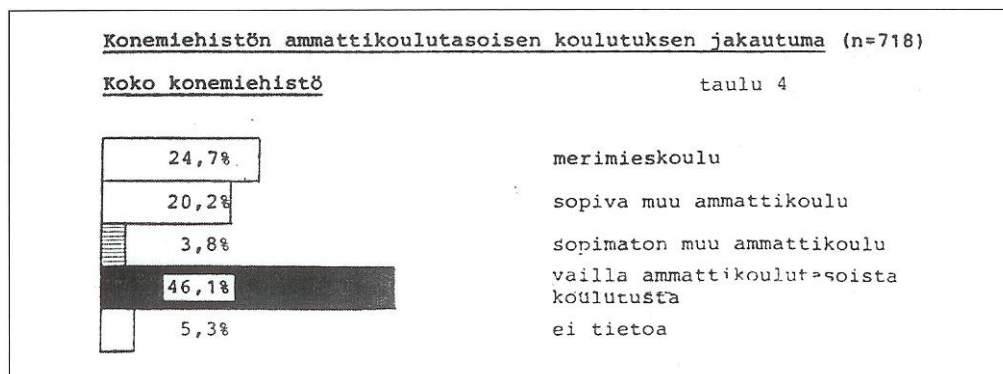 Konemiehistön ammattikoulutasoisen koulutuksen jakautuma (n=718)
Koko konemiehistö taulu 4
24,7% merimieskoulu
20,2% sopiva muu ammattikoulu
3,8% sopimaton muu ammattikoulu
46,1% vailla ammattikoulutasoista
koulutusta
5,3% ei tietoa